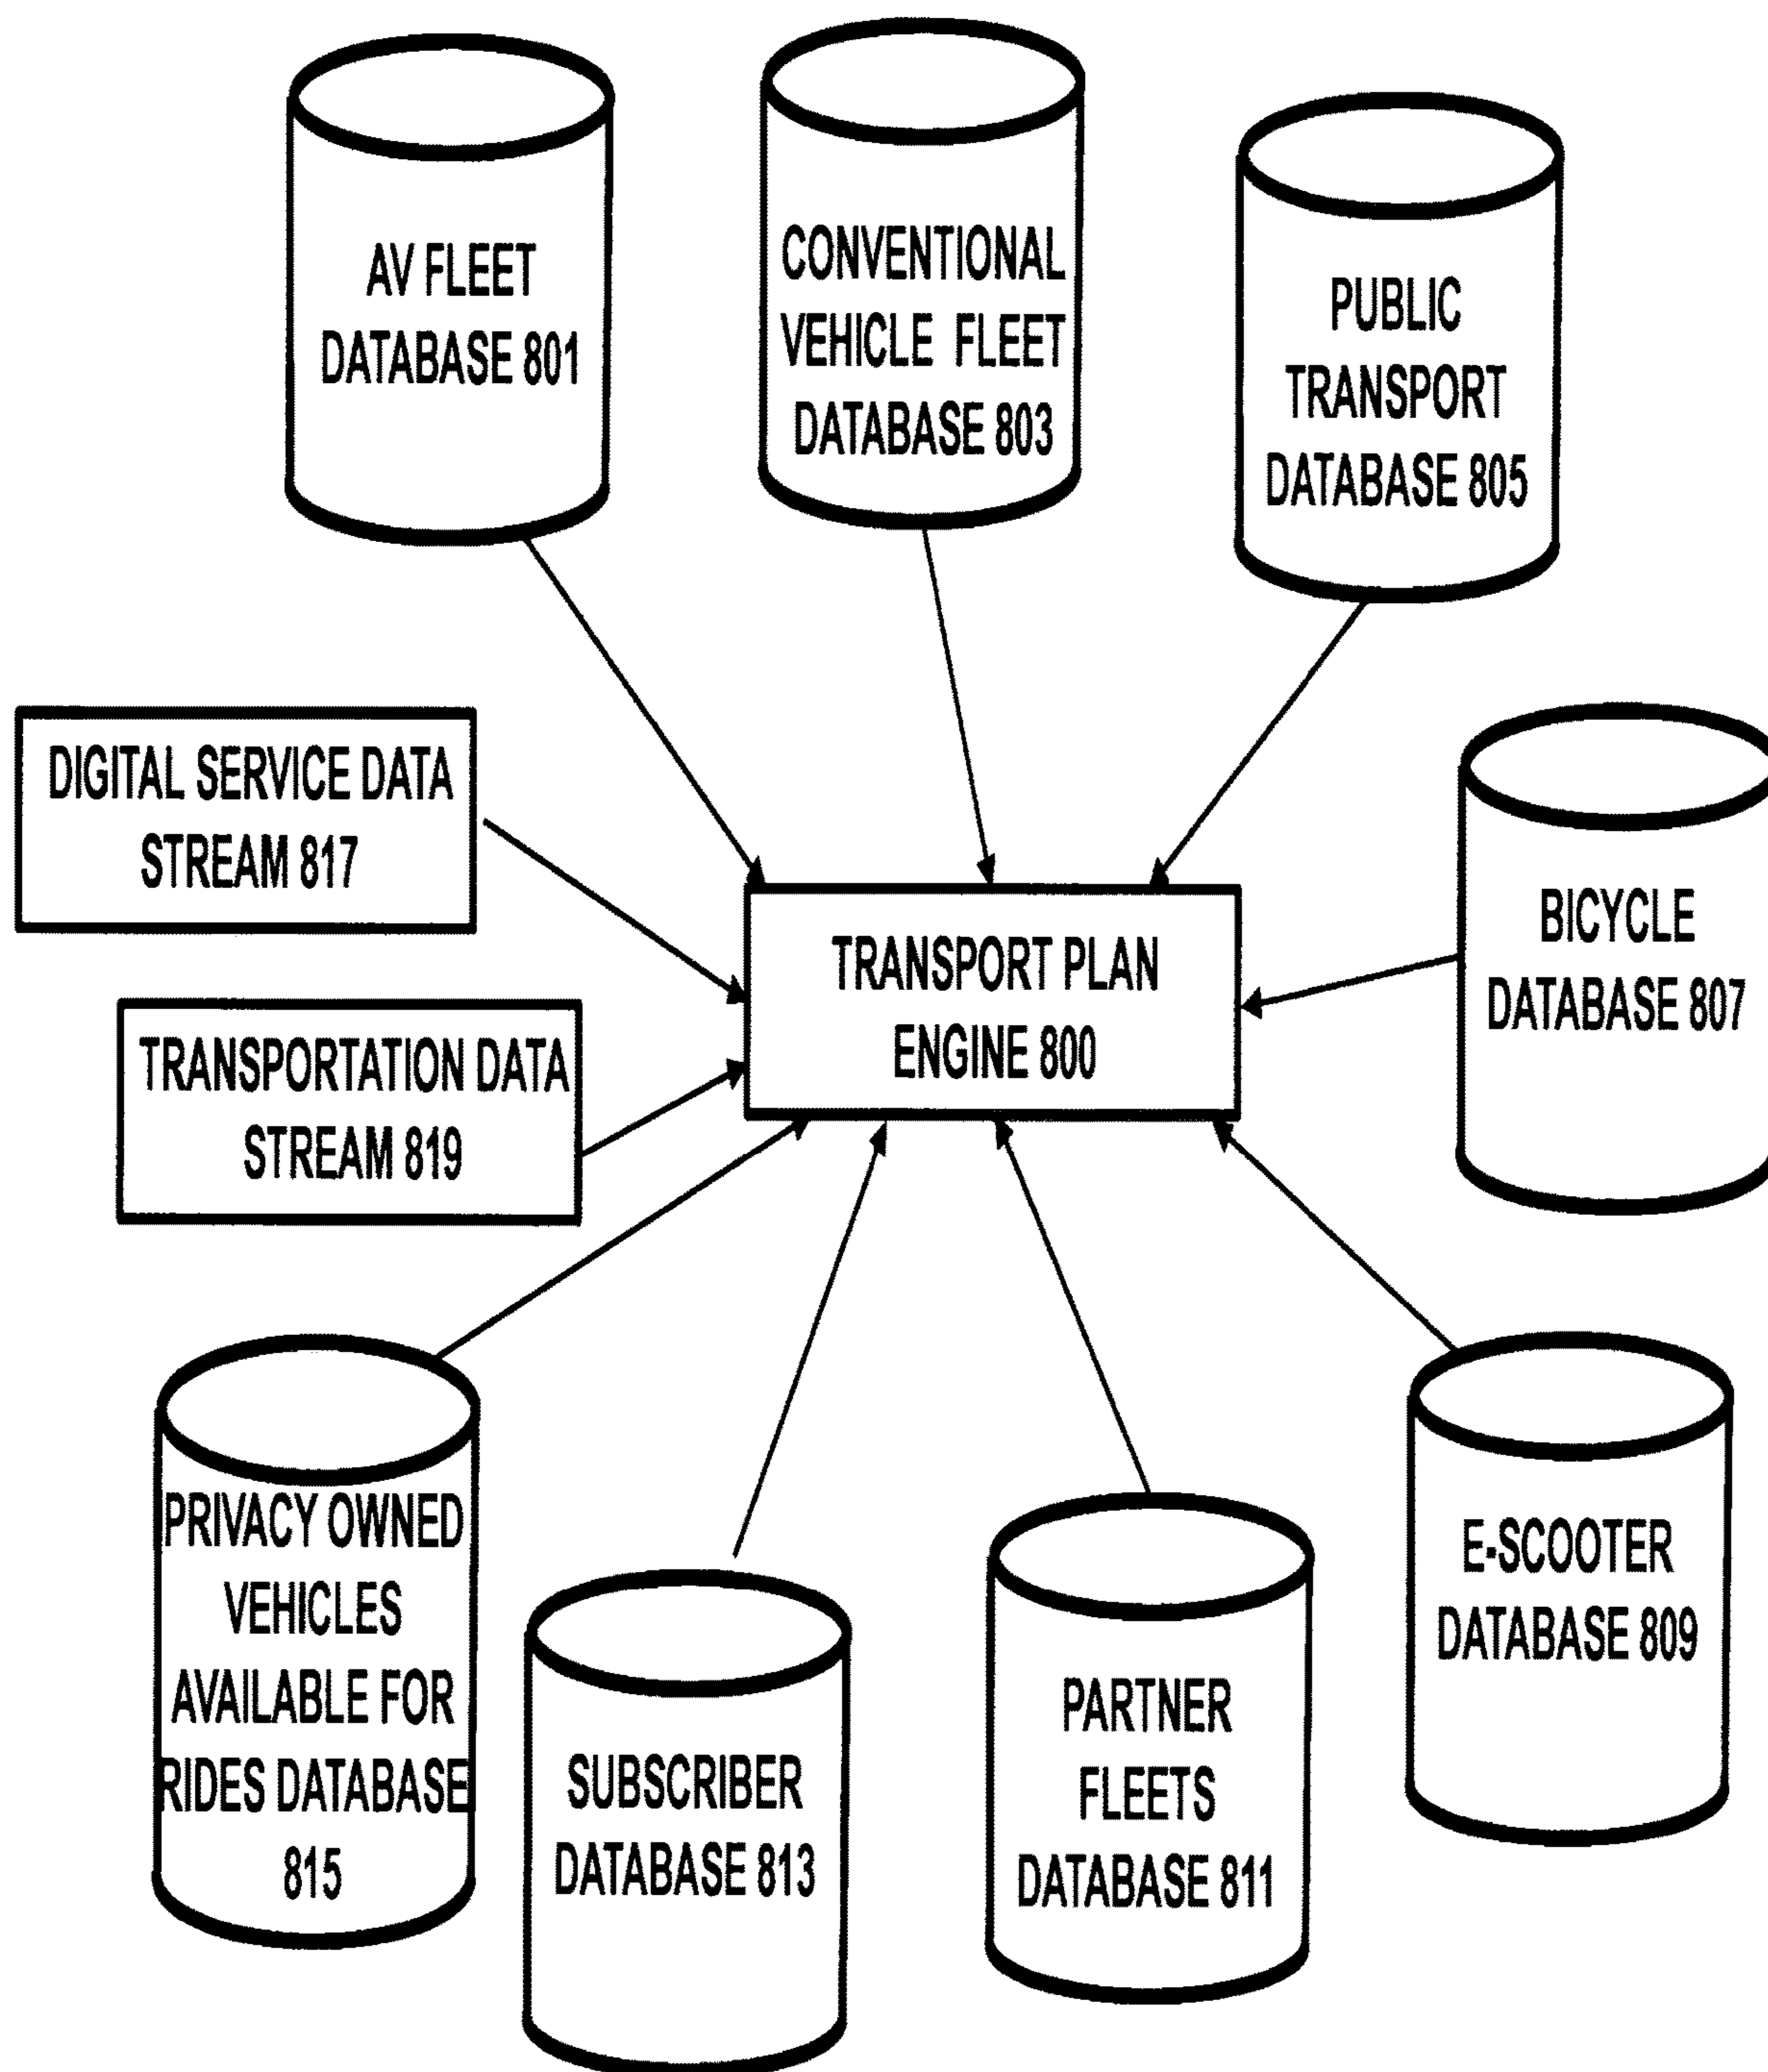 AV FLEET
DATABASE 801
CONVENTIONAL
VEHICLE FLEET
DATABASE 803
PUBLIC
TRANSPORT
DATABASE 805
DIGITAL SERVICE DATA
STREAM 817
BICYCLE
DATABASE 807
TRANSPORT PLAN
ENGINE 800
TRANSPORTATION DATA
STREAM 819
PRIVACY OWNED
VEHICLES
AVAILABLE FOR
RIDES DATABASE
815
SUBSCRIBER
DATABASE 813
PARTNER
FLEETS
DATABASE 811
E-SCOOTER
DATABASE 809